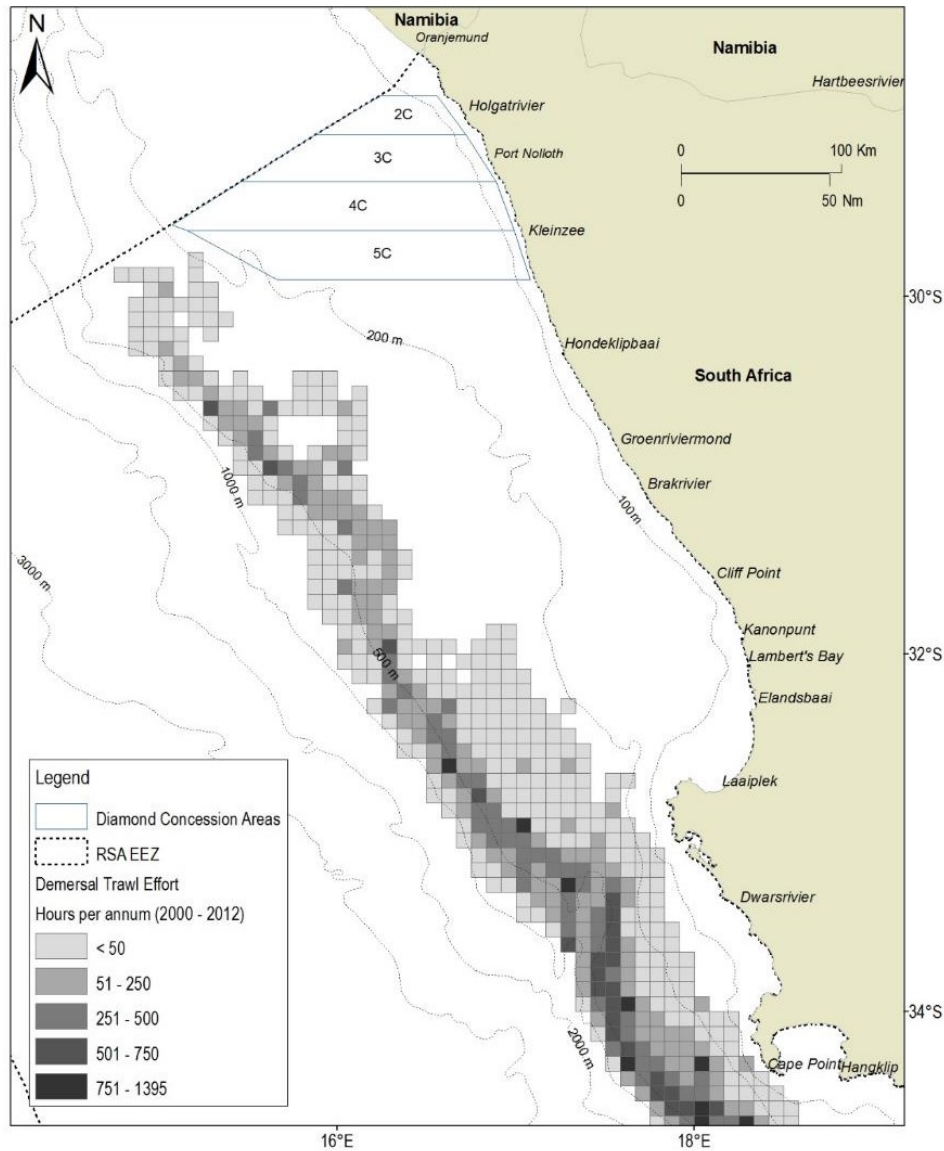 N
Namibia
Oranjemund
Namibia
Hartbeesrivier
2C
Holgatrivier
3C
Port Nolloth
0 100 Km
0 50 Nm
4C
Kleinzee
5C
30°S
200 m
Hondeklipbaai
South Africa
Groenriviermond
1000 m
Brakrivier
100m
3000 m
Cliff Point
Kanonpunt
32°S
500 m
Lambert's Bay
Elandsbaai
Laaiplek
Legend
Diamond Concession Areas
RSA EEZ
Demersal Trawl Effort
Hours per annum (2000 - 2012)
< 50
51 - 250
251 - 500
501 - 750
751 - 1395
Dwarsrivier
34°S
2000 m
Cape Point
Hangklip
16°E
18°E